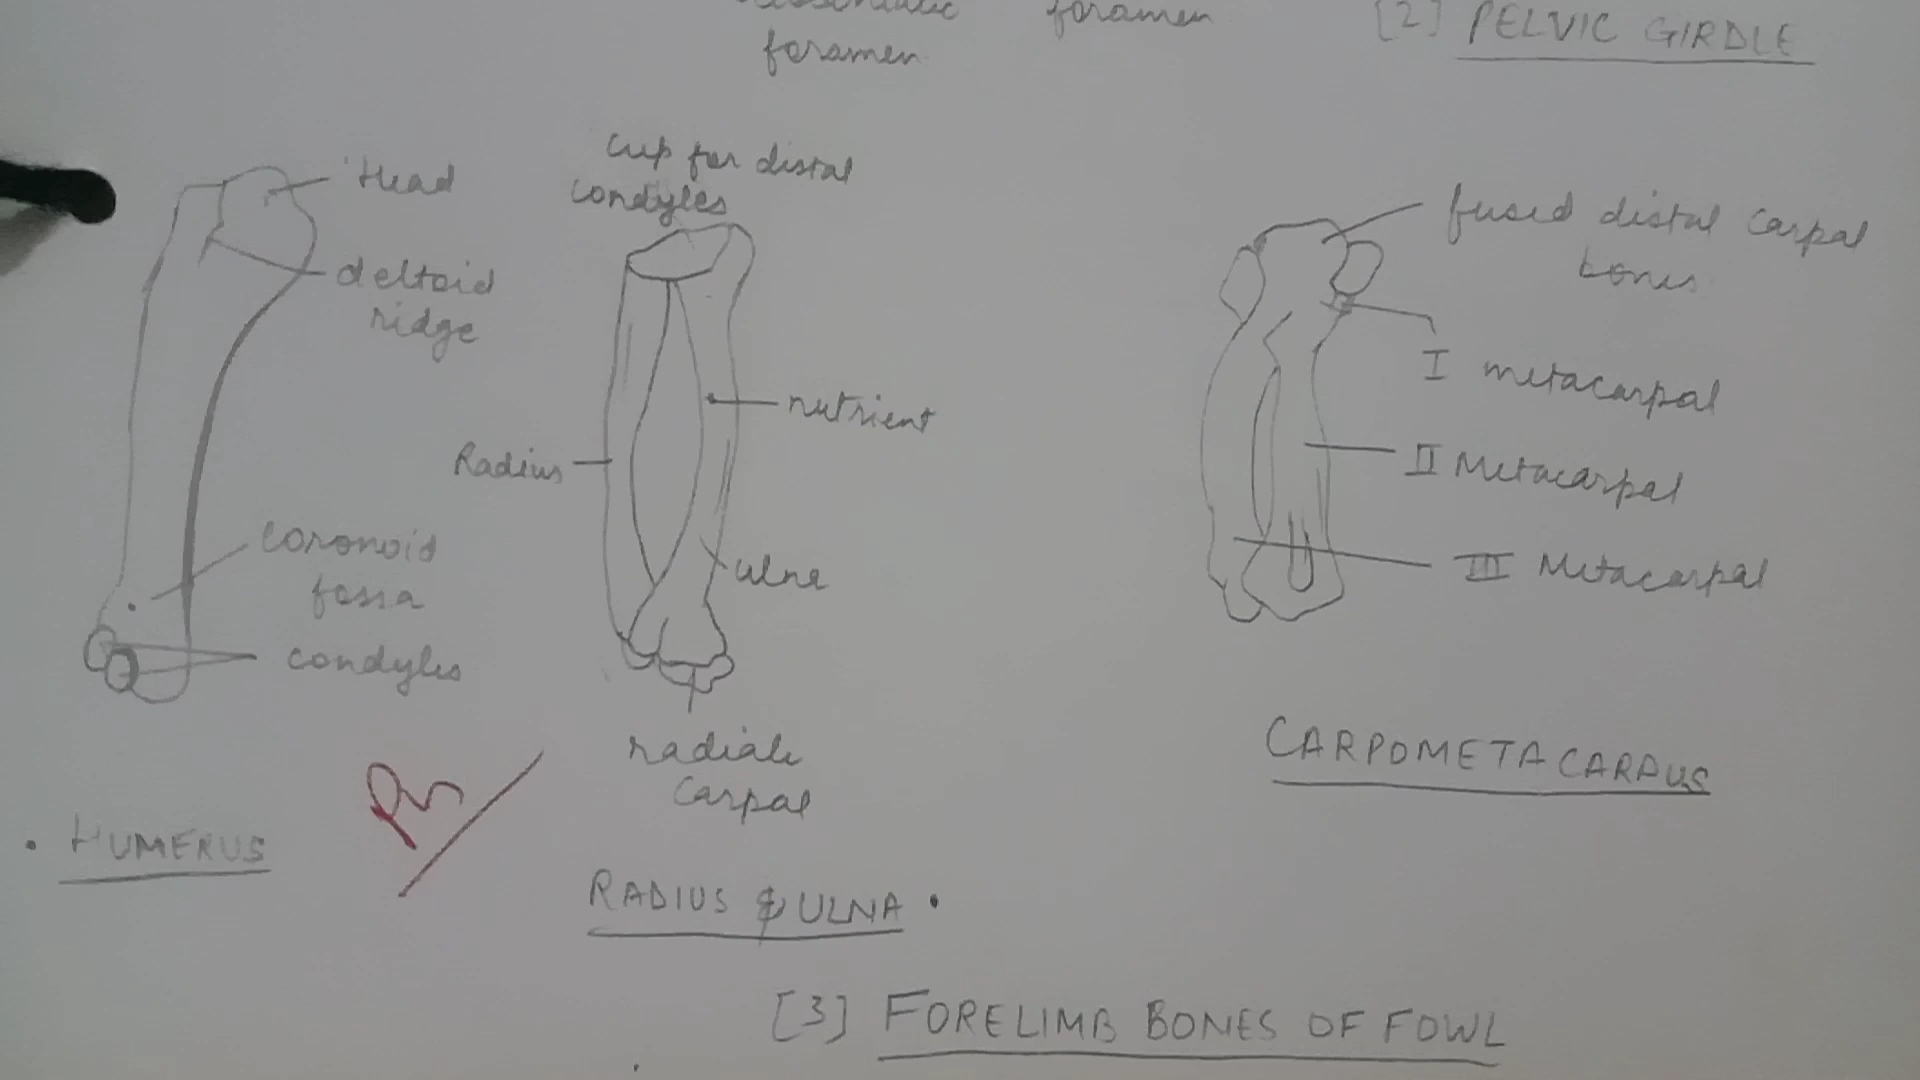 foramen
foramen
[2] PELVIC GIRDLE
Head
deltoid
ridge
coronoid
fossa
condyles
HUMERUS
cup for distal
condyles
nutrient
Radius
ulna
radiale
carpal
RADIUS & ULNA
fused distal carpal
bones
I metacarpal
II Metacarpal
III Metacarpal
CARPOMETACARPUS
[3] FORELIMB BONES OF FOWL